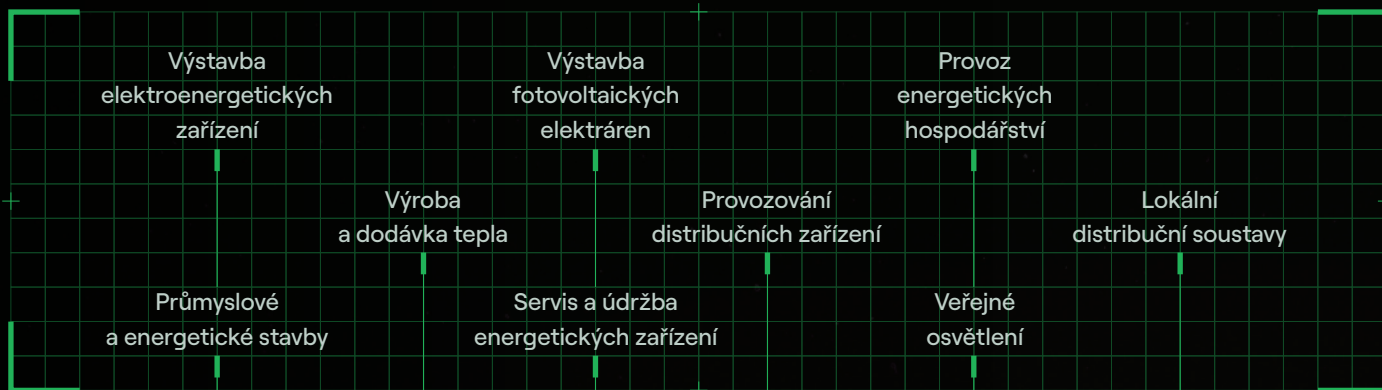 Výstavba
elektroenergetických
zařízení
Výstavba
fotovoltaických
elektráren
Provoz
energetických
hospodářství
Výroba
a dodávka tepla
Provozování
distribučních zařízení
Lokální
distribuční soustavy
Průmyslové
a energetické stavby
Servis a údržba
energetických zařízení
Veřejné
osvětlení